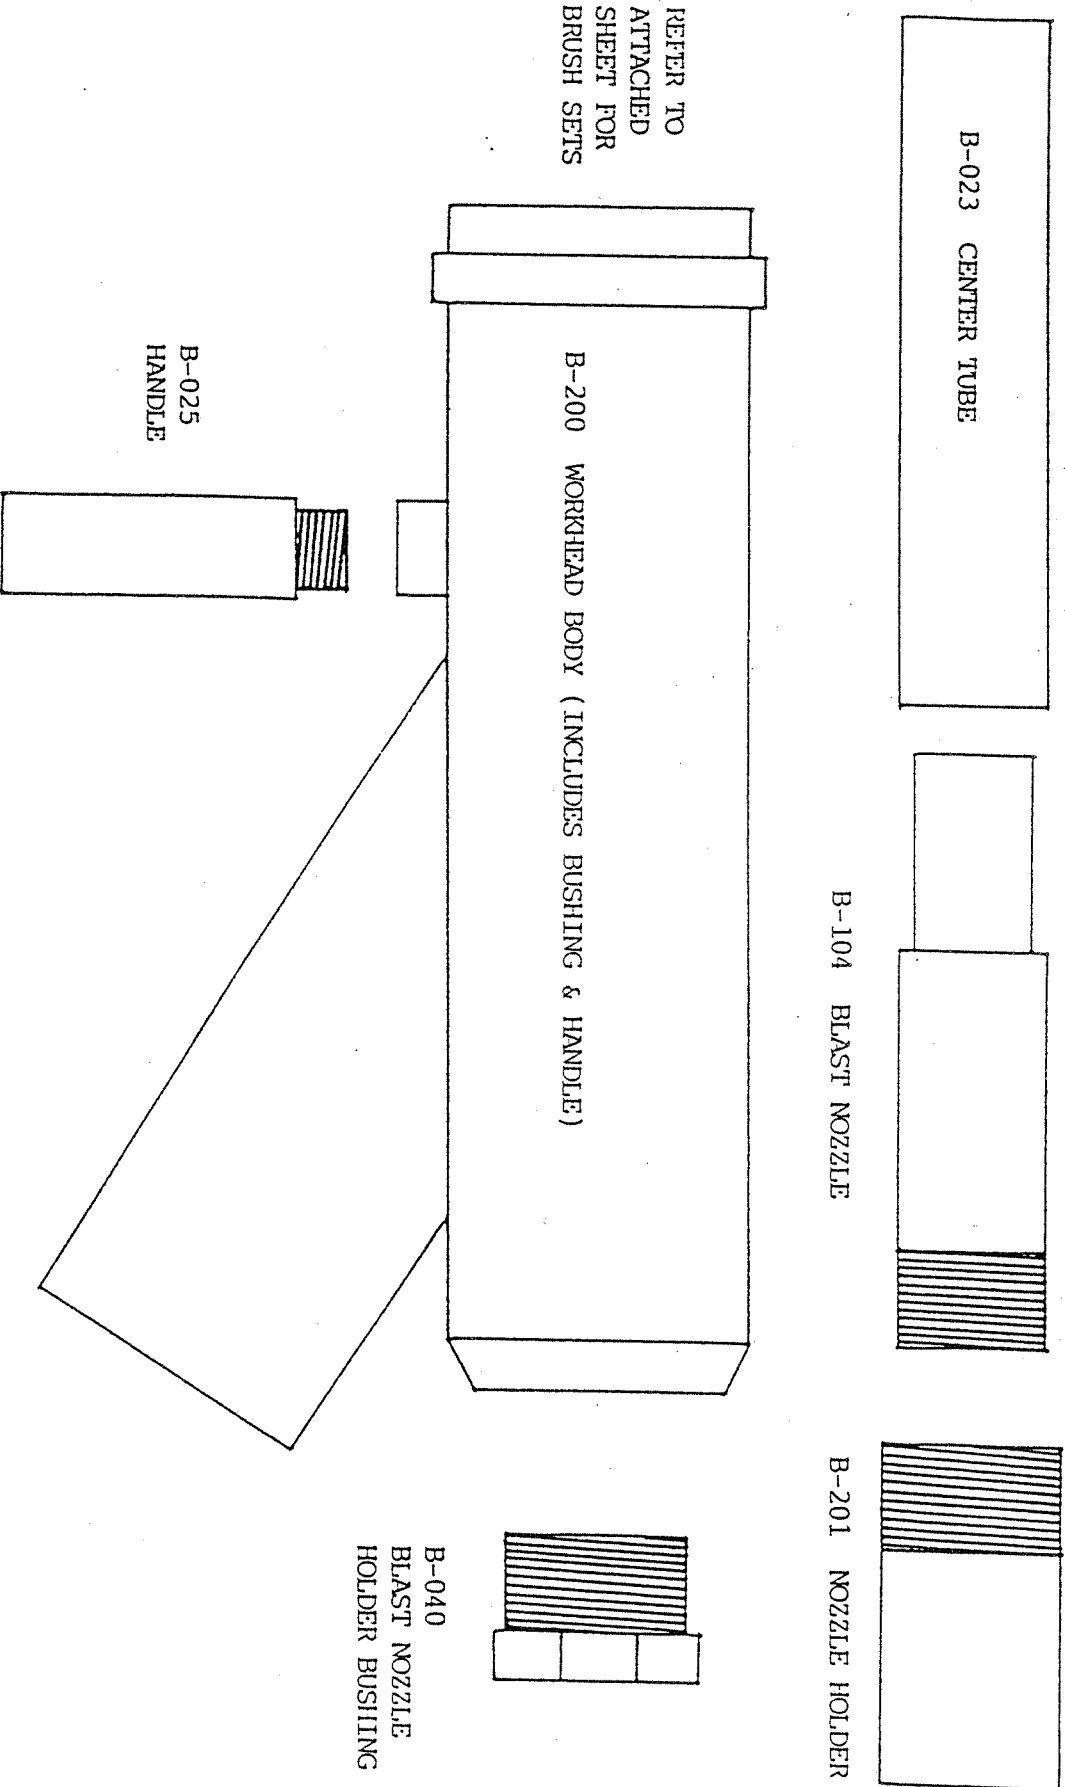 B-023 CENTER TUBE
B-104 BLAST NOZZLE
B-201 NOZZLE HOLDER
REFER TO
ATTACHED
SHEET FOR
BRUSH SETS
B-200 WORKHEAD BODY (INCLUDES BUSHING & HANDLE)
B-040
BLAST NOZZLE
HOLDER BUSHING
B-025
HANDLE